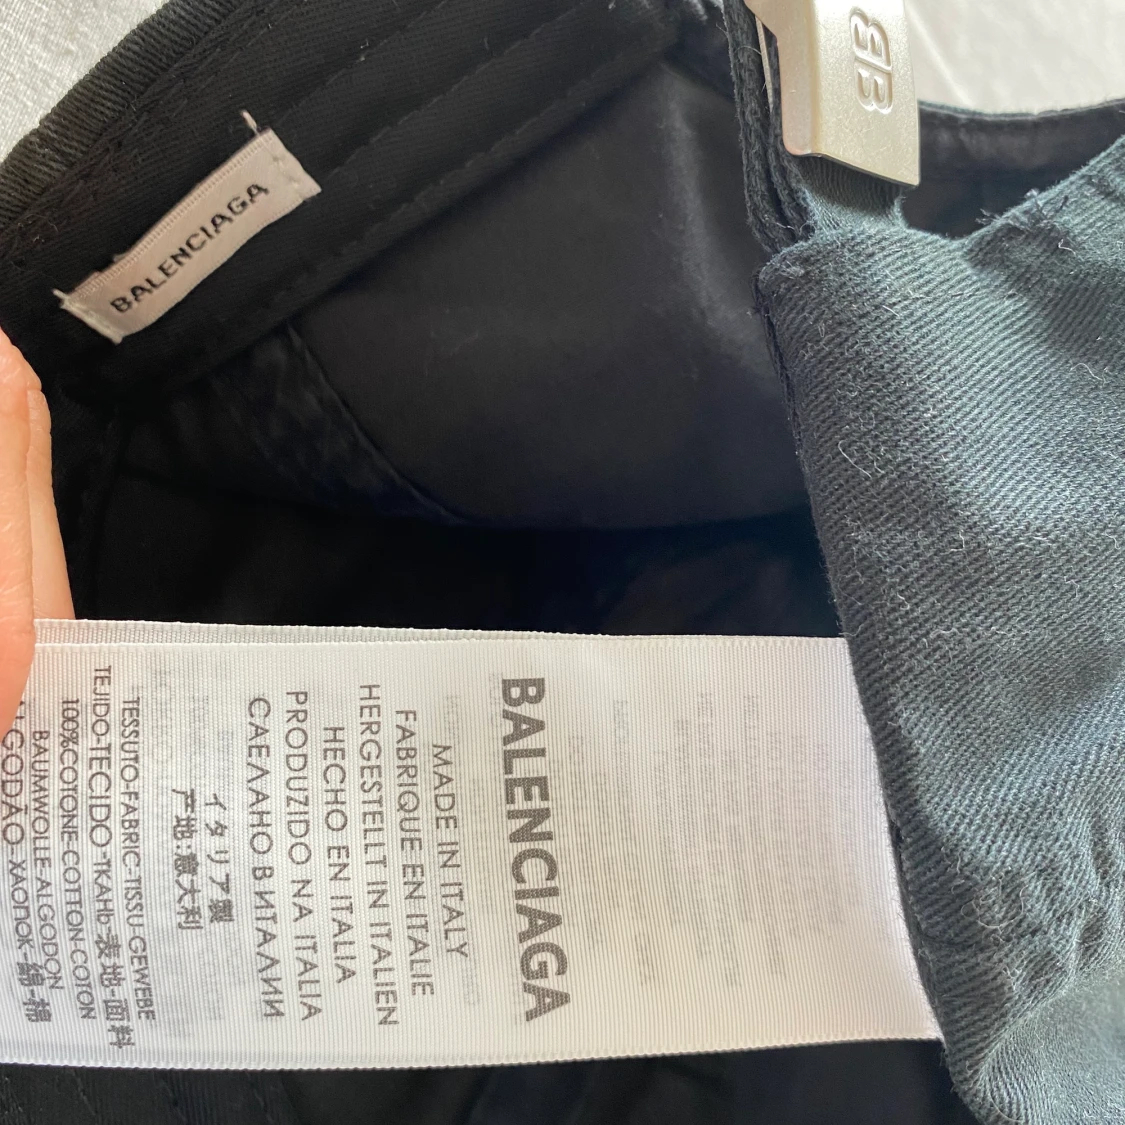 BB
BALENCIAGA
BALENCIAGA
MADE IN ITALY
FABRIQUE EN ITALIE
HERGESTELLT IN ITALIEN
HECHO EN ITALIA
PRODUZIDO NA ITALIA
СДЕЛАНО В ИТАЛИИ
イタリア製
产地:意大利
TESSUTO-FABRIC-TISSU-GEWEBE
TEJIDO-TECIDO-ТКАНЬ-表地-面料
100%COTONE-COTTON-COTON
BAUMWOLLE-ALGODON
ALGODÃO-ХЛОПОК-綿-棉